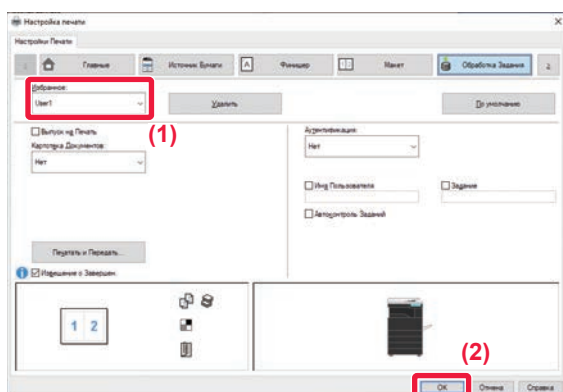 Настройка печати
Настройки Печати
Главные
Источник Бумаги
Финишер
Макет
Обработка Задания
Избранное:
User1
Удалить
По умолчанию
(1)
Выпуск на Печать
Картотека Документов:
Нет
Аутентификация:
Нет
Имя Пользователя
Задание
Автоконтроль Заданий
Печатать и Передать...
Извещение о Завершен.
1 2
(2)
OK
Отмена
Справка